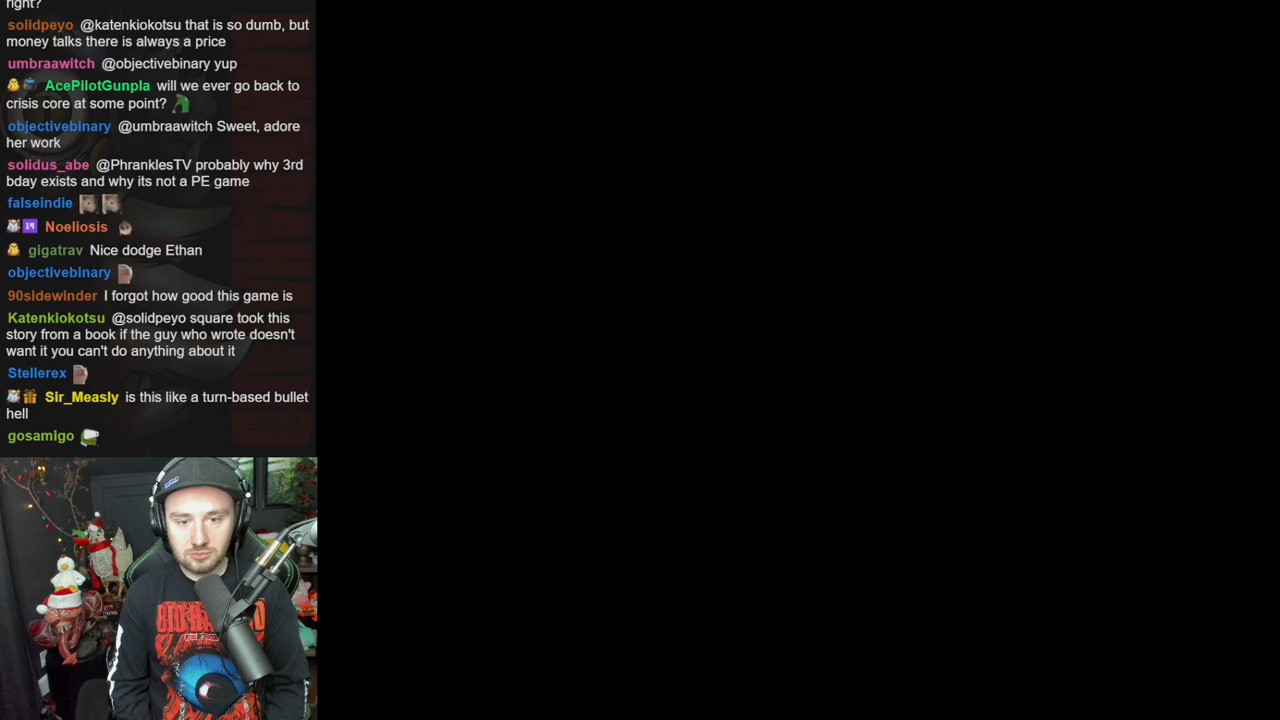 right?
solidpeyo @katenkiokotsu that is so dumb, but
money talks there is always a price
umbraawitch @objectivebinary yup
AcePilotGunpla will we ever go back to
crisis core at some point?
objectivebinary @umbraawitch Sweet, adore
her work
solidus_abe @PhranklesTV probably why 3rd
bday exists and why its not a PE game
falseindie
19 Noeliosis
gigatrav Nice dodge Ethan
objectivebinary
90sidewinder I forgot how good this game is
Katenkiokotsu @solidpeyo square took this
story from a book if the guy who wrote doesn't
want it you can't do anything about it
Stellerex
Sir_Measly is this like a turn-based bullet
hell
gosamigo